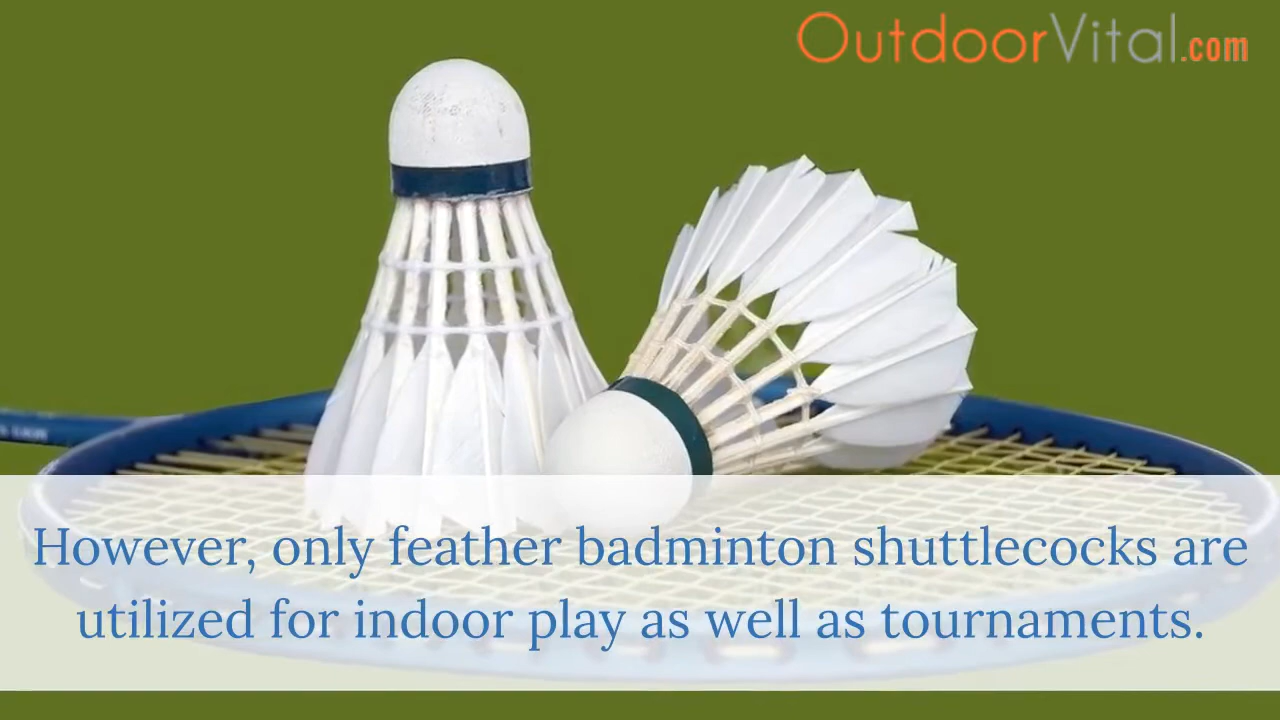 OutdoorVital.com
However, only feather badminton shuttlecocks are
utilized for indoor play as well as tournaments.